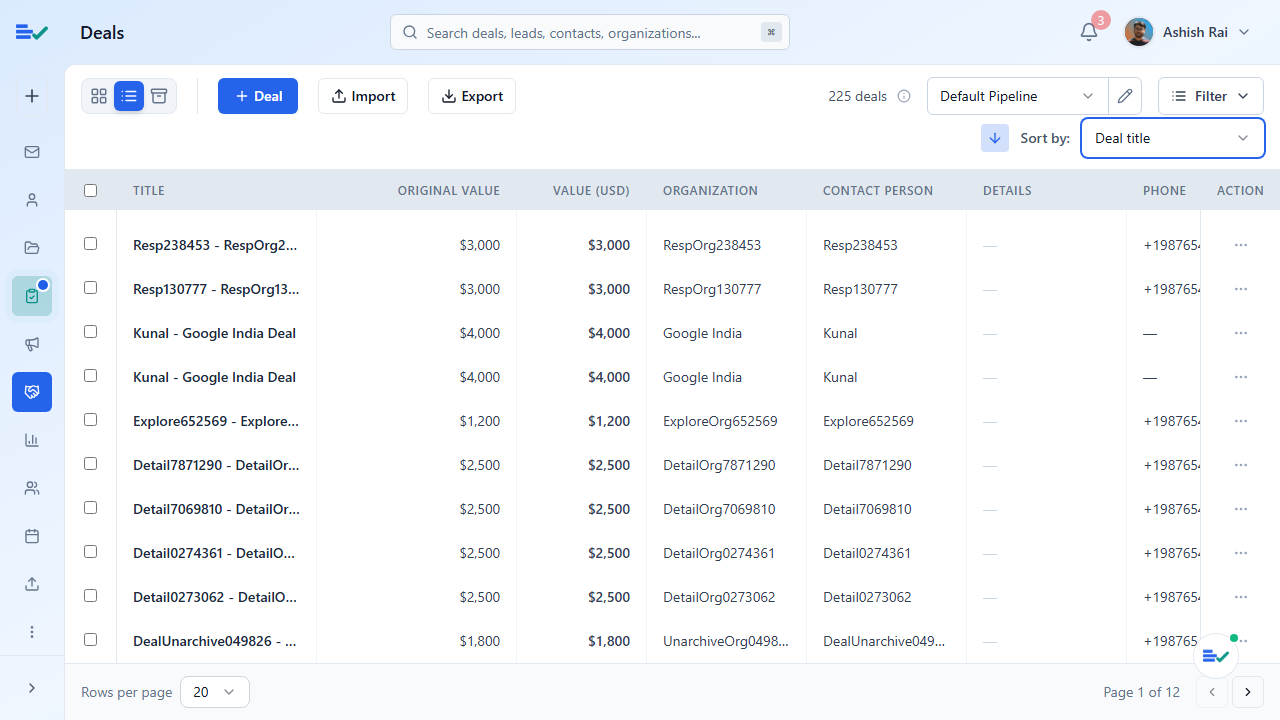 Deals
Search deals, leads, contacts, organizations...
⌘
3
Ashish Rai
Deal
Import
Export
225 deals
Default Pipeline
Filter
Sort by:
Deal title
TITLE ORIGINAL VALUE VALUE (USD) ORGANIZATION CONTACT PERSON DETAILS PHONE ACTION
Resp238453 - RespOrg2... $3,000 $3,000 RespOrg238453 Resp238453 — +198765 ...
Resp130777 - RespOrg13... $3,000 $3,000 RespOrg130777 Resp130777 — +198765 ...
Kunal - Google India Deal $4,000 $4,000 Google India Kunal — — ...
Kunal - Google India Deal $4,000 $4,000 Google India Kunal — — ...
Explore652569 - Explore... $1,200 $1,200 ExploreOrg652569 Explore652569 — +198765 ...
Detail7871290 - DetailOr... $2,500 $2,500 DetailOrg7871290 Detail7871290 — +198765 ...
Detail7069810 - DetailOr... $2,500 $2,500 DetailOrg7069810 Detail7069810 — +198765 ...
Detail0274361 - DetailO... $2,500 $2,500 DetailOrg0274361 Detail0274361 — +198765 ...
Detail0273062 - DetailO... $2,500 $2,500 DetailOrg0273062 Detail0273062 — +198765 ...
DealUnarchive049826 - ... $1,800 $1,800 UnarchiveOrg0498... DealUnarchive049... — +198765
Rows per page 20
Page 1 of 12